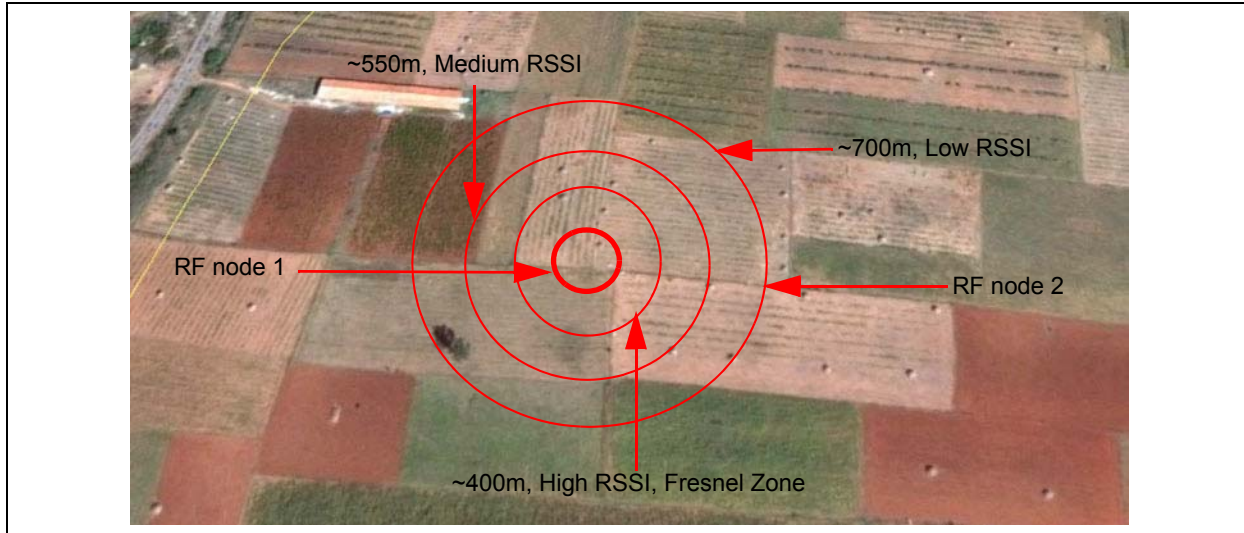 ~550m, Medium RSSI
~700m, Low RSSI
RF node 1
RF node 2
~400m, High RSSI, Fresnel Zone